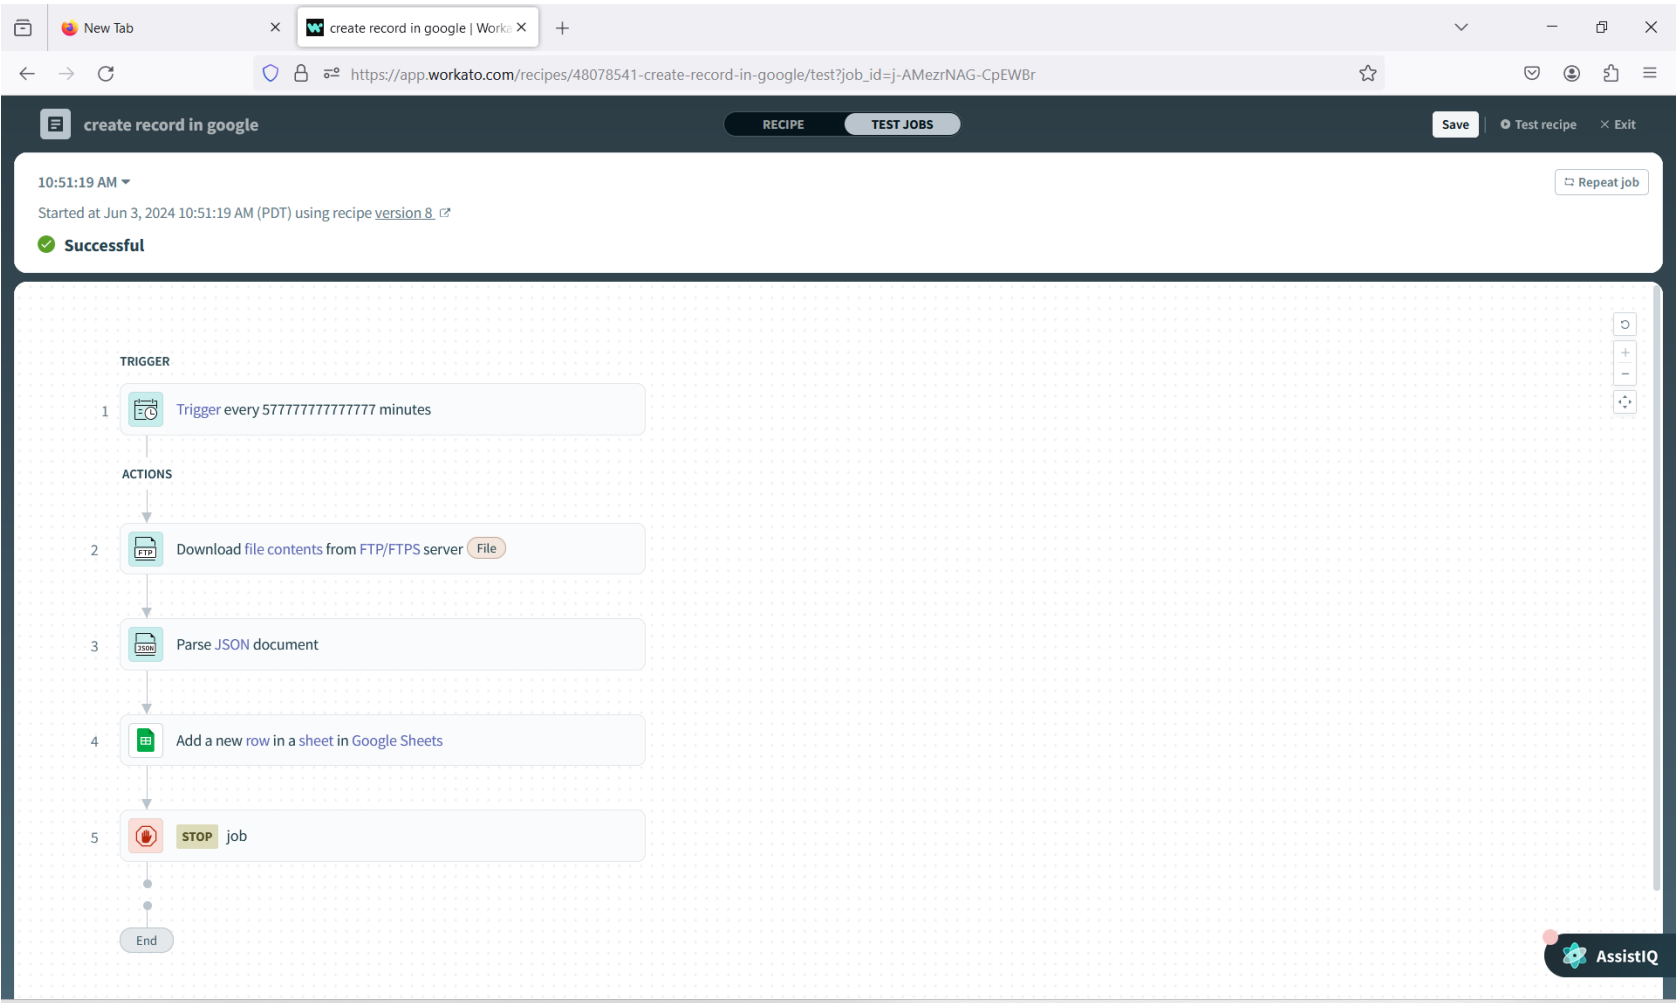 New Tab
create record in google | Worka
https://app.workato.com/recipes/48078541-create-record-in-google/test?job_id=j-AMezrNAG-CpEWBr
create record in google
RECIPE
TEST JOBS
Save
Test recipe
Exit
10:51:19 AM
Repeat job
Started at Jun 3, 2024 10:51:19 AM (PDT) using recipe version 8
Successful
TRIGGER
1
Trigger every 577777777777777 minutes
ACTIONS
2
FTP
Download file contents from FTP/FTPS server File
3
JSON
Parse JSON document
4
Add a new row in a sheet in Google Sheets
5
STOP job
End
AssistIQ